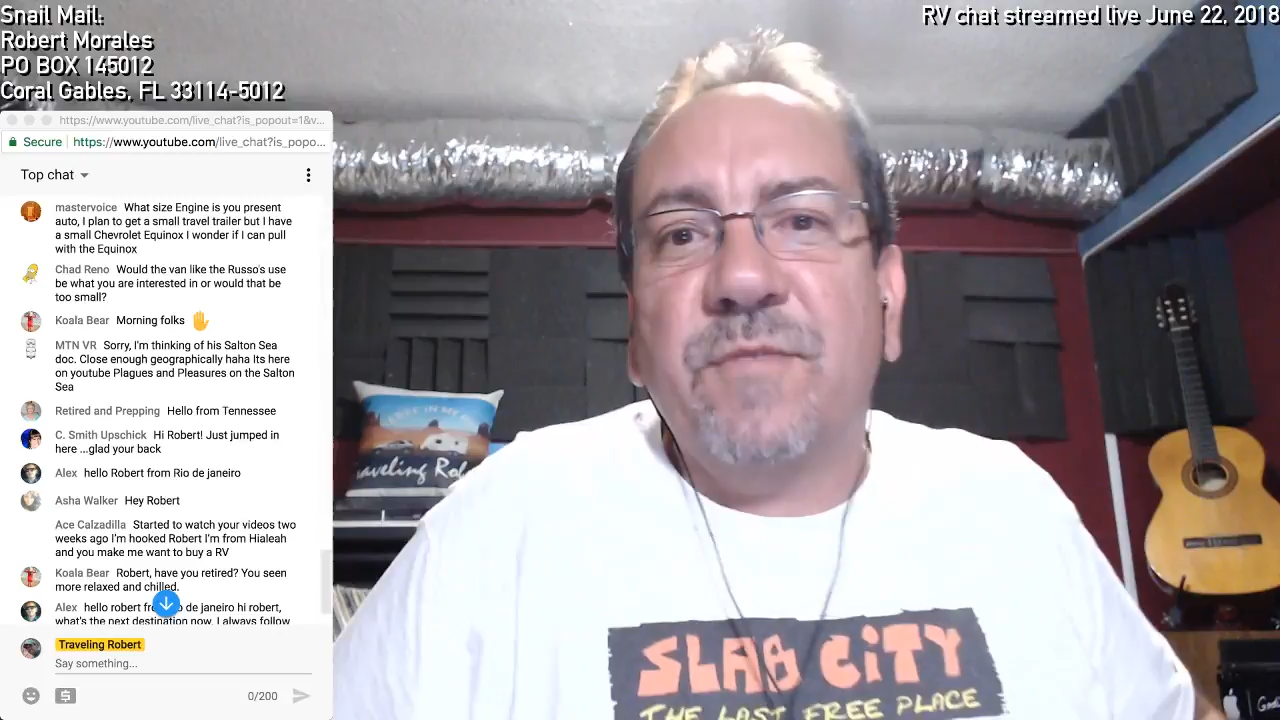 Snail Mail:
Robert Morales
PO BOX 145012
Coral Gables, FL 33114-5012
RV chat streamed live June 22, 2018
https://www.youtube.com/live_chat?is_popout=1&v...
Secure https://www.youtube.com/live_chat?is_popo...
Top chat
mastervoice What size Engine is you present
auto, I plan to get a small travel trailer but I have
a small Chevrolet Equinox I wonder if I can pull
with the Equinox
Chad Reno Would the van like the Russo's use
be what you are interested in or would that be
too small?
Koala Bear Morning folks
MTN VR Sorry, I'm thinking of his Salton Sea
doc. Close enough geographically haha Its here
on youtube Plagues and Pleasures on the Salton
Sea
Retired and Prepping Hello from Tennessee
C. Smith Upschick Hi Robert! Just jumped in
here ...glad your back
Alex hello Robert from Rio de janeiro
Asha Walker Hey Robert
Ace Calzadilla Started to watch your videos two
weeks ago I'm hooked Robert I'm from Hialeah
and you make me want to buy a RV
Koala Bear Robert, have you retired? You seen
more relaxed and chilled.
Alex hello robert de janeiro hi robert,
what's the next destination now, I always follow
Traveling Robert
Say something...
0/200
SLAB CITY
THE LAST FREE PLACE